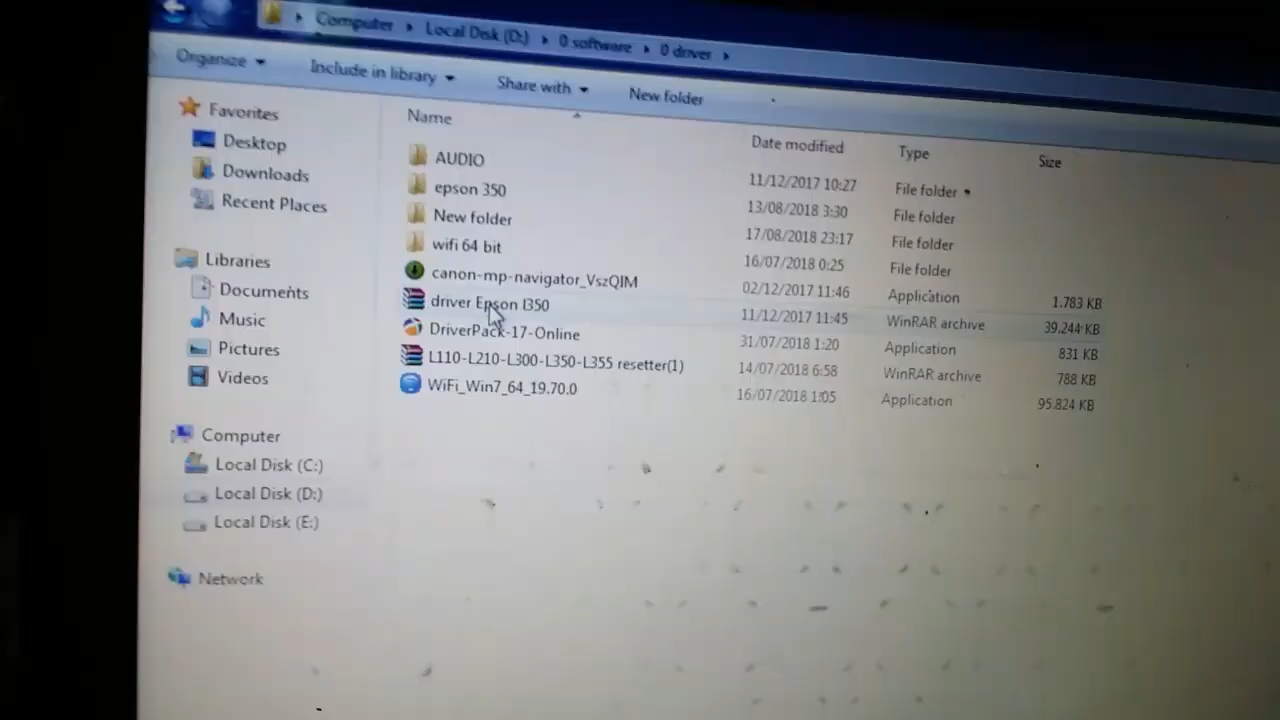 Computer Local Disk (D:) 0 software 0 driver
Organize Include in library Share with New folder
Name Date modified Type Size
AUDIO 11/12/2017 10:27 File folder
epson 350 13/08/2018 3:30 File folder
New folder 17/08/2018 23:17 File folder
wifi 64 bit 16/07/2018 0:25 File folder
canon-mp-navigator_VszQIM 02/12/2017 11:46 Application 1.783 KB
driver Epson l350 11/12/2017 11:45 WinRAR archive 39.244 KB
DriverPack-17-Online 31/07/2018 1:20 Application 831 KB
L110-L210-L300-L350-L355 resetter(1) 14/07/2018 6:58 WinRAR archive 788 KB
WiFi_Win7_64_19.70.0 16/07/2018 1:05 Application 95.824 KB
Favorites
Desktop
Downloads
Recent Places
Libraries
Documents
Music
Pictures
Videos
Computer
Local Disk (C:)
Local Disk (D:)
Local Disk (E:)
Network